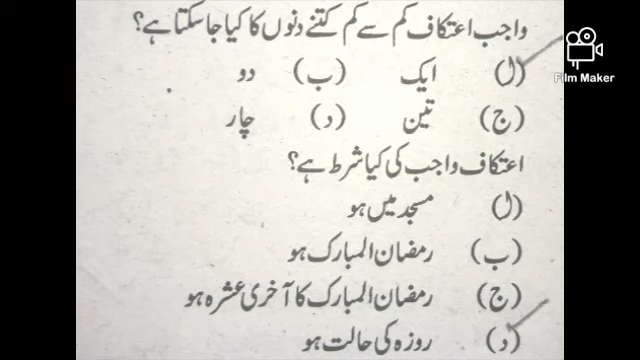 واجب اعتکاف کم سے کم کتنے دنوں کا کیا جا سکتا ہے؟
(ا) ایک (ب) دو
(ج) تین (د) چار
اعتکاف واجب کی کیا شرط ہے؟
(ا) مسجد میں ہو
(ب) رمضان المبارک ہو
(ج) رمضان المبارک کا آخری عشرہ ہو
(د) روزہ کی حالت ہو
Film Maker